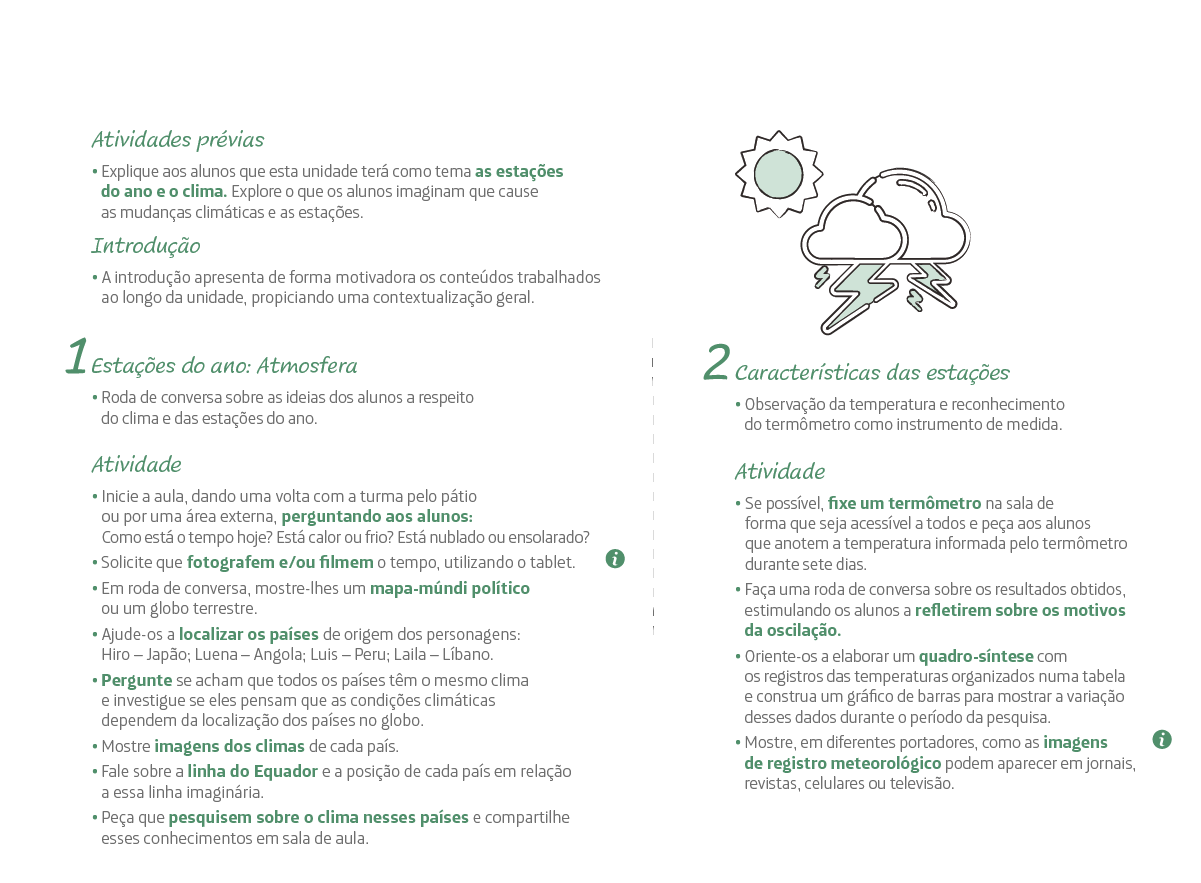 Atividades prévias
• Explique aos alunos que esta unidade terá como tema as estações
do ano e o clima. Explore o que os alunos imaginam que cause
as mudanças climáticas e as estações.
Introdução
• A introdução apresenta de forma motivadora os conteúdos trabalhados
ao longo da unidade, propiciando uma contextualização geral.
1 Estações do ano: Atmosfera
• Roda de conversa sobre as ideias dos alunos a respeito
do clima e das estações do ano.
Atividade
• Inicie a aula, dando uma volta com a turma pelo pátio
ou por uma área externa, perguntando aos alunos:
Como está o tempo hoje? Está calor ou frio? Está nublado ou ensolarado?
• Solicite que fotografem e/ou filmem o tempo, utilizando o tablet.
i
• Em roda de conversa, mostre-lhes um mapa-múndi político
ou um globo terrestre.
• Ajude-os a localizar os países de origem dos personagens:
Hiro – Japão; Luena – Angola; Luis – Peru; Laila – Líbano.
• Pergunte se acham que todos os países têm o mesmo clima
e investigue se eles pensam que as condições climáticas
dependem da localização dos países no globo.
• Mostre imagens dos climas de cada país.
• Fale sobre a linha do Equador e a posição de cada país em relação
a essa linha imaginária.
• Peça que pesquisem sobre o clima nesses países e compartilhe
esses conhecimentos em sala de aula.
2 Características das estações
• Observação da temperatura e reconhecimento
do termômetro como instrumento de medida.
Atividade
• Se possível, fixe um termômetro na sala de
forma que seja acessível a todos e peça aos alunos
que anotem a temperatura informada pelo termômetro
durante sete dias.
• Faça uma roda de conversa sobre os resultados obtidos,
estimulando os alunos a refletirem sobre os motivos
da oscilação.
• Oriente-os a elaborar um quadro-síntese com
os registros das temperaturas organizados numa tabela
e construa um gráfico de barras para mostrar a variação
desses dados durante o período da pesquisa.
• Mostre, em diferentes portadores, como as imagens
de registro meteorológico podem aparecer em jornais,
revistas, celulares ou televisão.
i